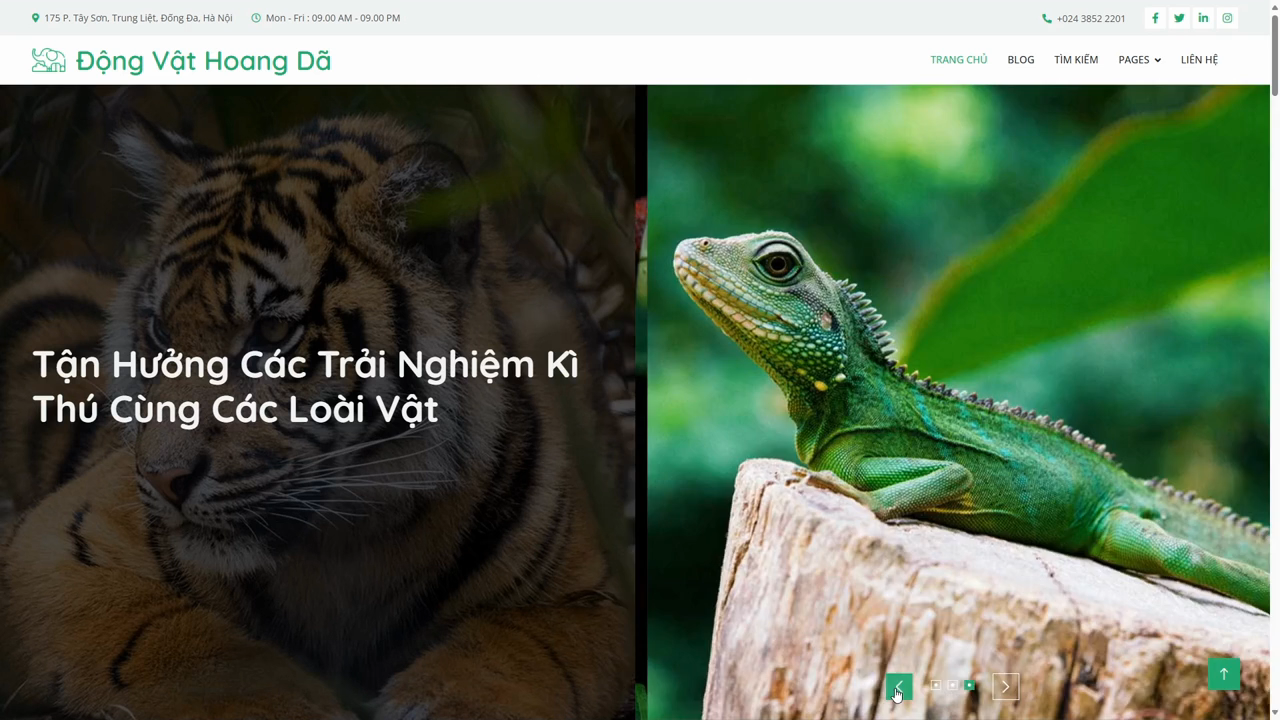 175 P. Tây Sơn, Trung Liệt, Đống Đa, Hà Nội
Mon - Fri : 09.00 AM - 09.00 PM
+024 3852 2201
Động Vật Hoang Dã
TRANG CHỦ
BLOG
TÌM KIẾM
PAGES
LIÊN HỆ
Tận Hưởng Các Trải Nghiệm Kì
Thú Cùng Các Loài Vật